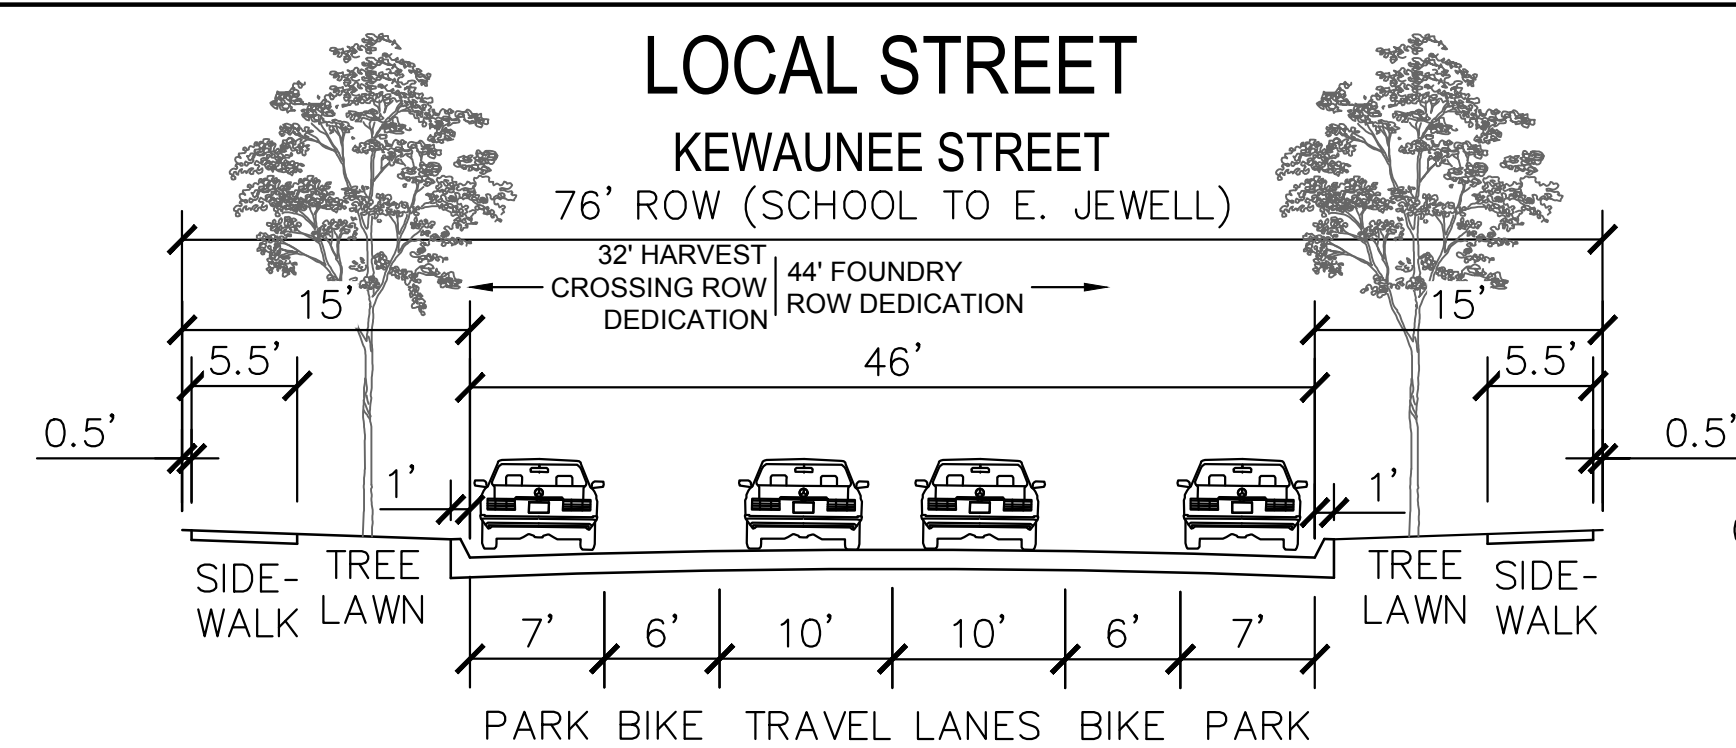 LOCAL STREET
KEWAUNEE STREET
76' ROW (SCHOOL TO E. JEWELL)
32' HARVEST
CROSSING ROW
DEDICATION
44' FOUNDRY
ROW DEDICATION
15'
15'
46'
5.5'
5.5'
0.5'
0.5'
1'
1'
SIDE-
WALK
TREE
LAWN
TREE
LAWN
SIDE-
WALK
7' 6' 10' 10' 6' 7'
PARK BIKE TRAVEL LANES BIKE PARK